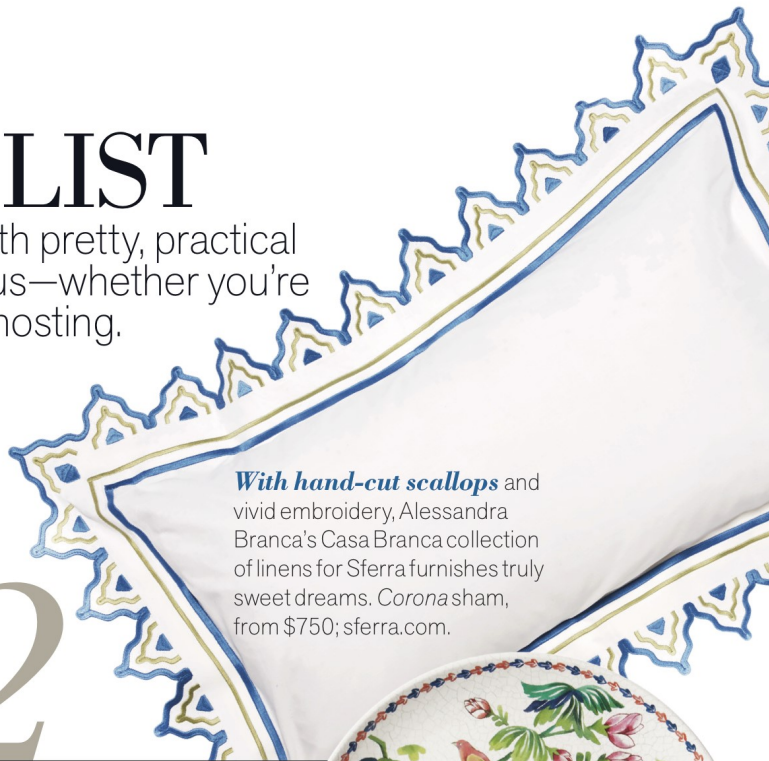 LIST
th pretty, practical
us—whether you're
hosting.
With hand-cut scallops and
vivid embroidery, Alessandra
Branca's Casa Branca collection
of linens for Sferra furnishes truly
sweet dreams. Corona sham,
from $750; sferra.com.
2